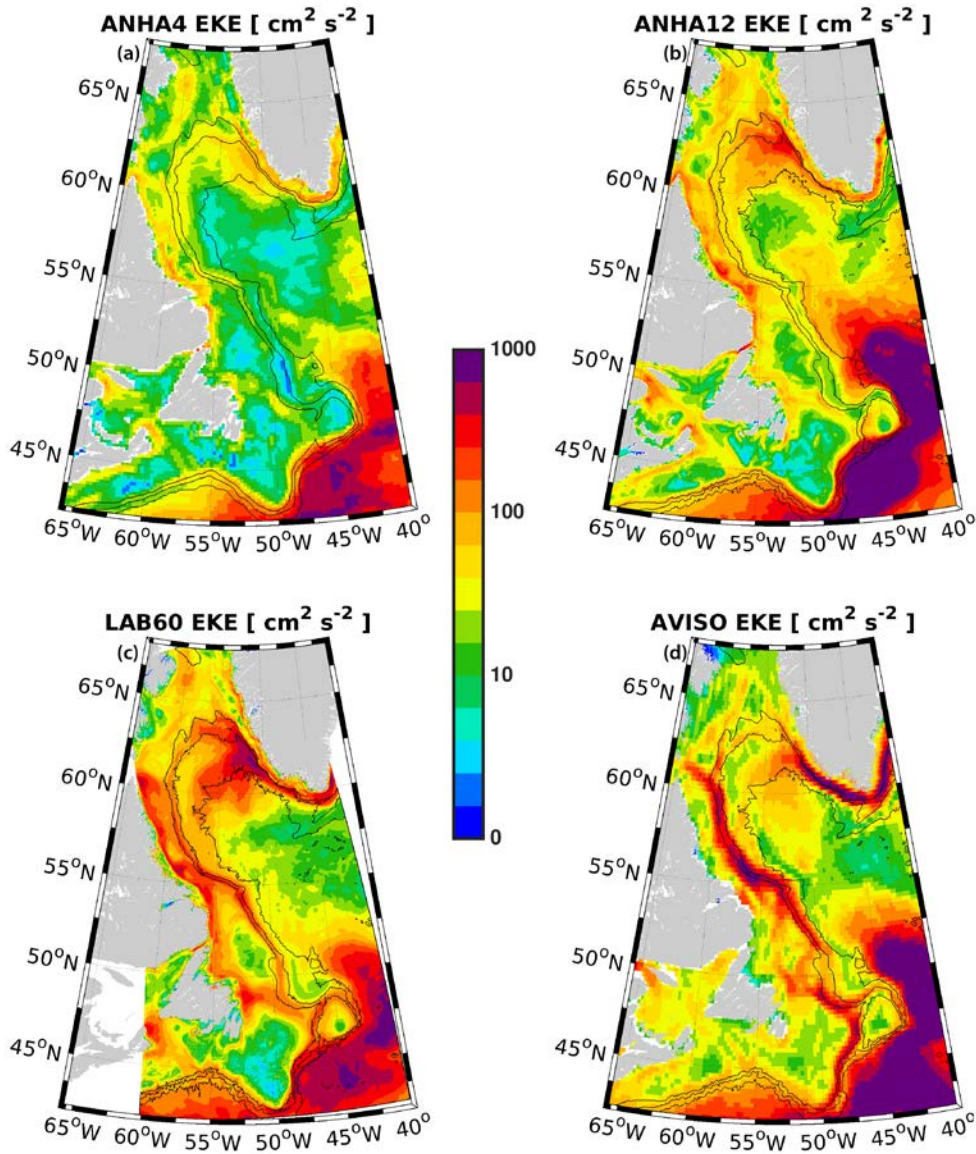 ANHA4 EKE [ cm² s⁻² ]
(a)
65°N
60°N
55°N
50°N
45°N
65°W 60°W 55°W 50°W 45°W 40°
ANHA12 EKE [ cm² s⁻² ]
(b)
65°N
60°N
55°N
50°N
45°N
65°W 60°W 55°W 50°W 45°W 40°
1000
100
10
0
LAB60 EKE [ cm² s⁻² ]
(c)
65°N
60°N
55°N
50°N
45°N
65°W 60°W 55°W 50°W 45°W 40°
AVISO EKE [ cm² s⁻² ]
(d)
65°N
60°N
55°N
50°N
45°N
65°W 60°W 55°W 50°W 45°W 40°